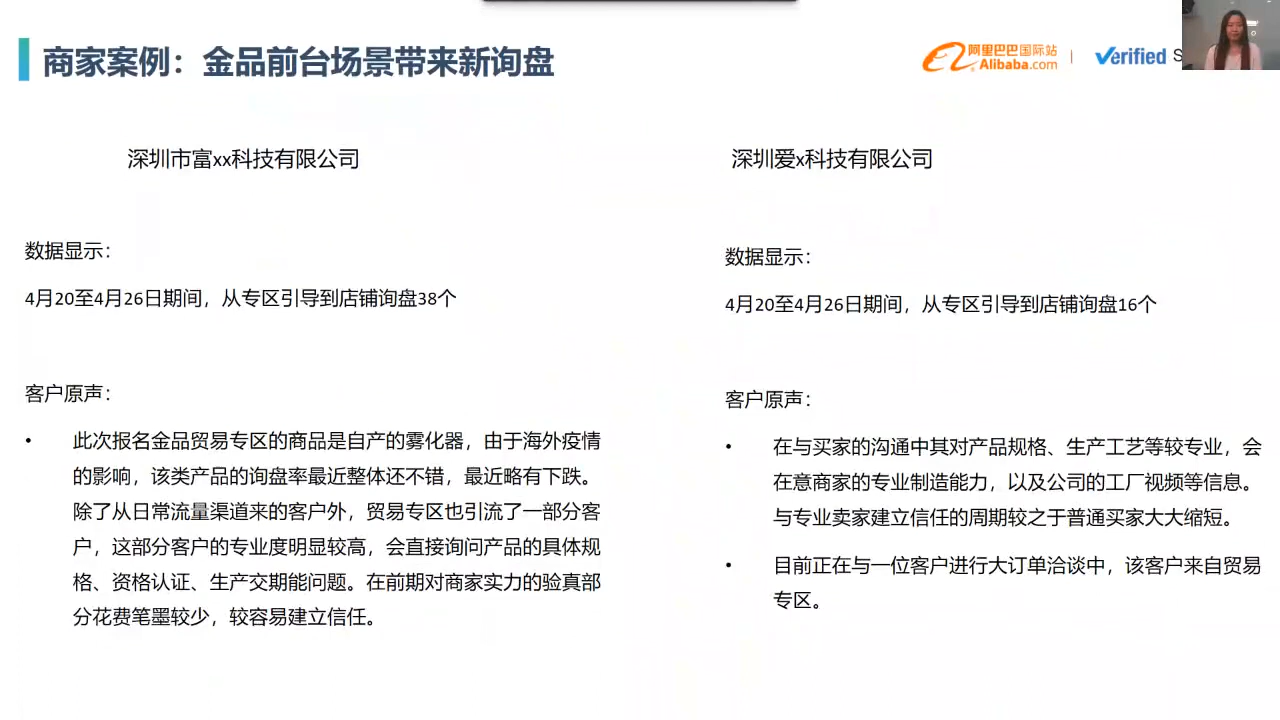 商家案例：金品前台场景带来新询盘
阿里巴巴国际站
Alibaba.com
Verified S
深圳市富xx科技有限公司
数据显示：
4月20至4月26日期间，从专区引导到店铺询盘38个
客户原声：
• 此次报名金品贸易专区的商品是自产的雾化器，由于海外疫情
的影响，该类产品的询盘率最近整体还不错，最近略有下跌。
除了从日常流量渠道来的客户外，贸易专区也引流了一部分客
户，这部分客户的专业度明显较高，会直接询问产品的具体规
格、资格认证、生产交期能问题。在前期对商家实力的验真部
分花费笔墨较少，较容易建立信任。
深圳爱x科技有限公司
数据显示：
4月20至4月26日期间，从专区引导到店铺询盘16个
客户原声：
• 在与买家的沟通中其对产品规格、生产工艺等较专业，会
在意商家的专业制造能力，以及公司的工厂视频等信息。
与专业卖家建立信任的周期较之于普通买家大大缩短。
• 目前正在与一位客户进行大订单洽谈中，该客户来自贸易
专区。